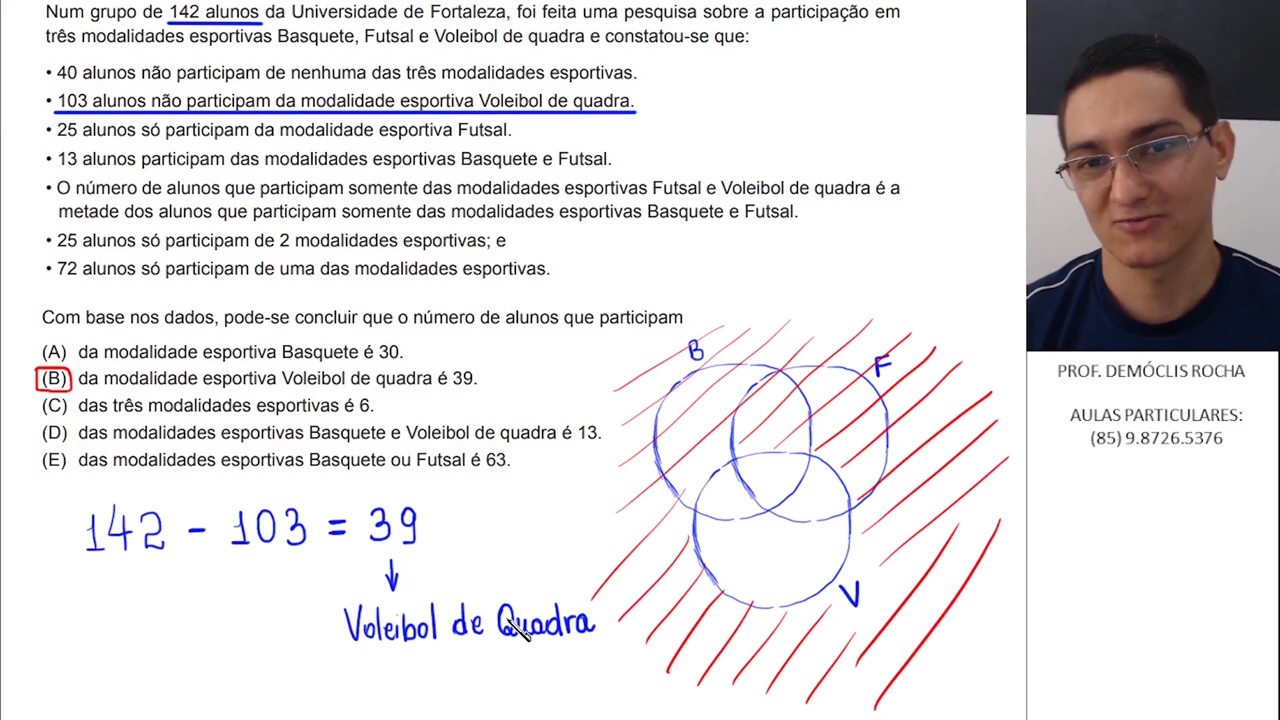 Num grupo de 142 alunos da Universidade de Fortaleza, foi feita uma pesquisa sobre a participação em
três modalidades esportivas Basquete, Futsal e Voleibol de quadra e constatou-se que:
• 40 alunos não participam de nenhuma das três modalidades esportivas.
• 103 alunos não participam da modalidade esportiva Voleibol de quadra.
• 25 alunos só participam da modalidade esportiva Futsal.
• 13 alunos participam das modalidades esportivas Basquete e Futsal.
• O número de alunos que participam somente das modalidades esportivas Futsal e Voleibol de quadra é a
metade dos alunos que participam somente das modalidades esportivas Basquete e Futsal.
• 25 alunos só participam de 2 modalidades esportivas; e
• 72 alunos só participam de uma das modalidades esportivas.
Com base nos dados, pode-se concluir que o número de alunos que participam
(A) da modalidade esportiva Basquete é 30.
(B) da modalidade esportiva Voleibol de quadra é 39.
(C) das três modalidades esportivas é 6.
(D) das modalidades esportivas Basquete e Voleibol de quadra é 13.
(E) das modalidades esportivas Basquete ou Futsal é 63.
142 - 103 = 39
Voleibol de Quadra
B
F
V
PROF. DEMÓCLIS ROCHA
AULAS PARTICULARES:
(85) 9.8726.5376